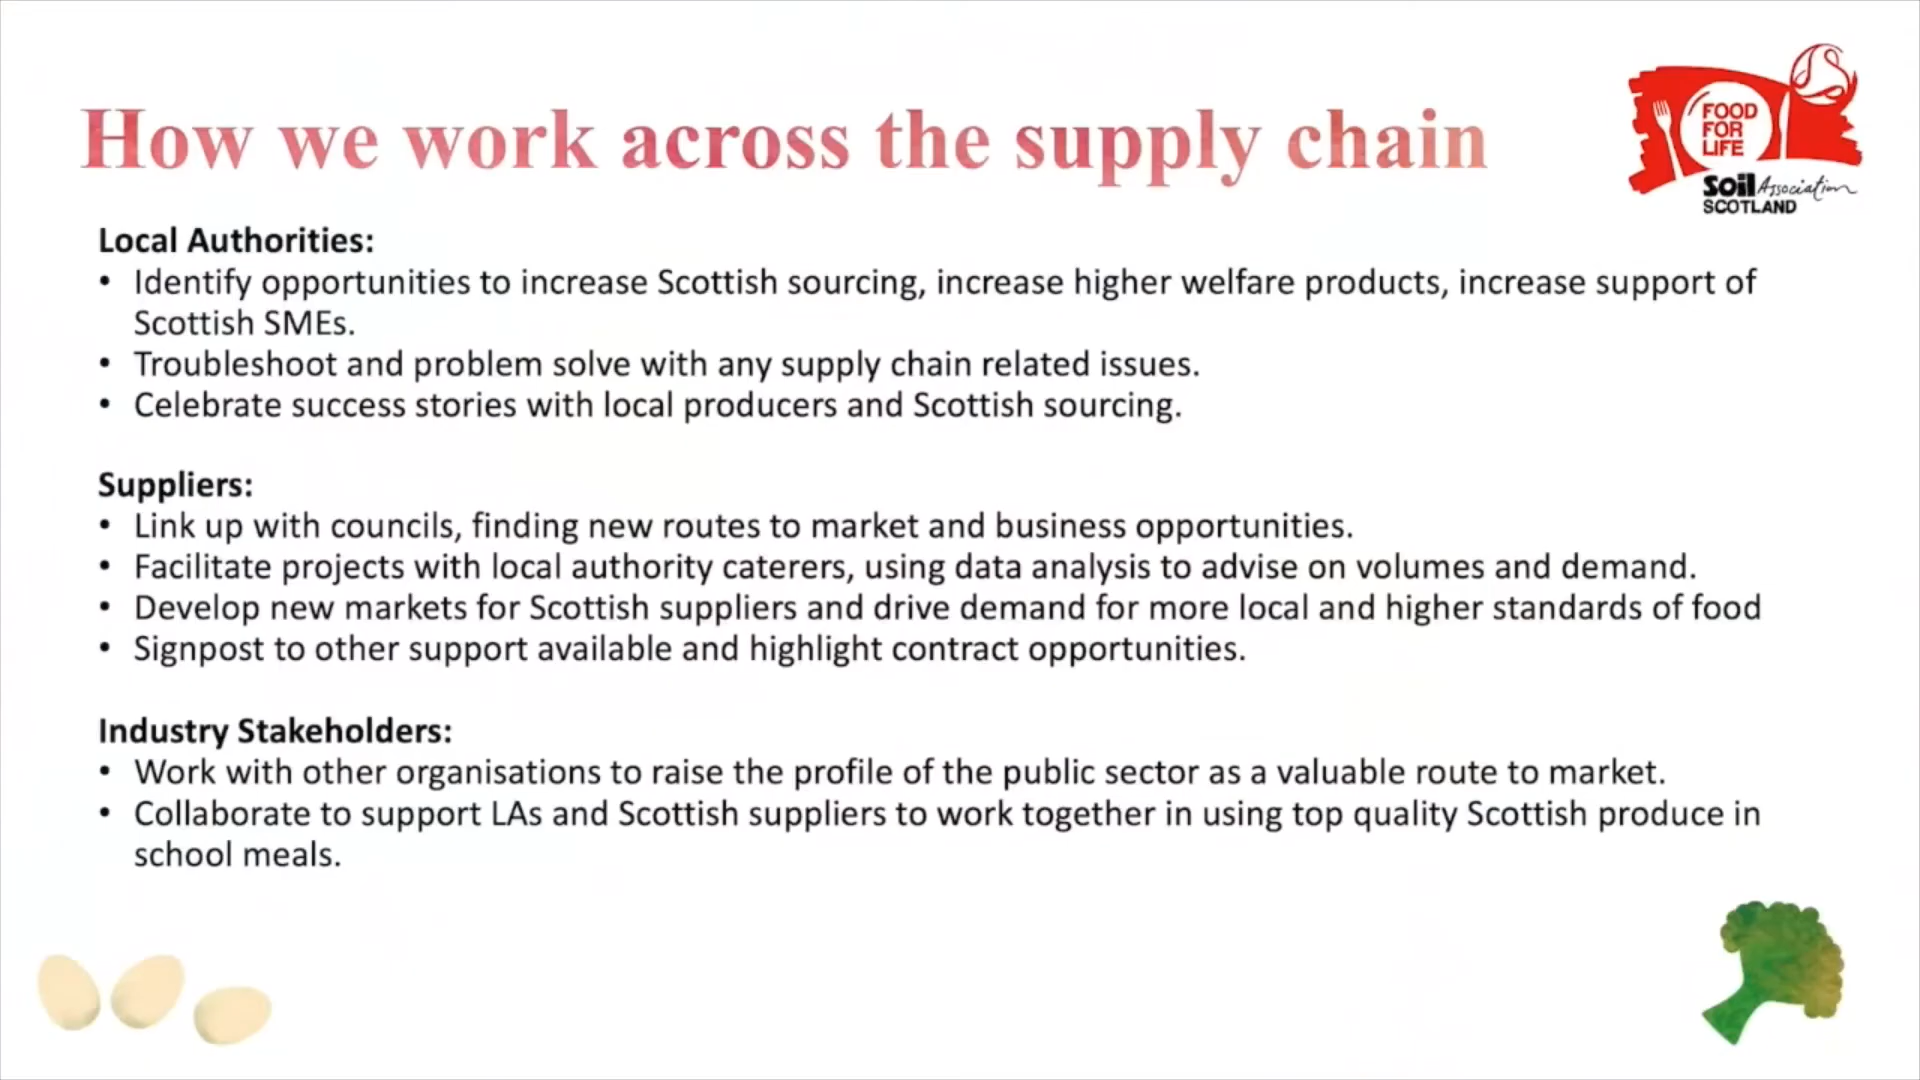 How we work across the supply chain
FOOD
FOR
LIFE
Soil Association
SCOTLAND
Local Authorities:
• Identify opportunities to increase Scottish sourcing, increase higher welfare products, increase support of
Scottish SMEs.
• Troubleshoot and problem solve with any supply chain related issues.
• Celebrate success stories with local producers and Scottish sourcing.
Suppliers:
• Link up with councils, finding new routes to market and business opportunities.
• Facilitate projects with local authority caterers, using data analysis to advise on volumes and demand.
• Develop new markets for Scottish suppliers and drive demand for more local and higher standards of food
• Signpost to other support available and highlight contract opportunities.
Industry Stakeholders:
• Work with other organisations to raise the profile of the public sector as a valuable route to market.
• Collaborate to support LAs and Scottish suppliers to work together in using top quality Scottish produce in
school meals.